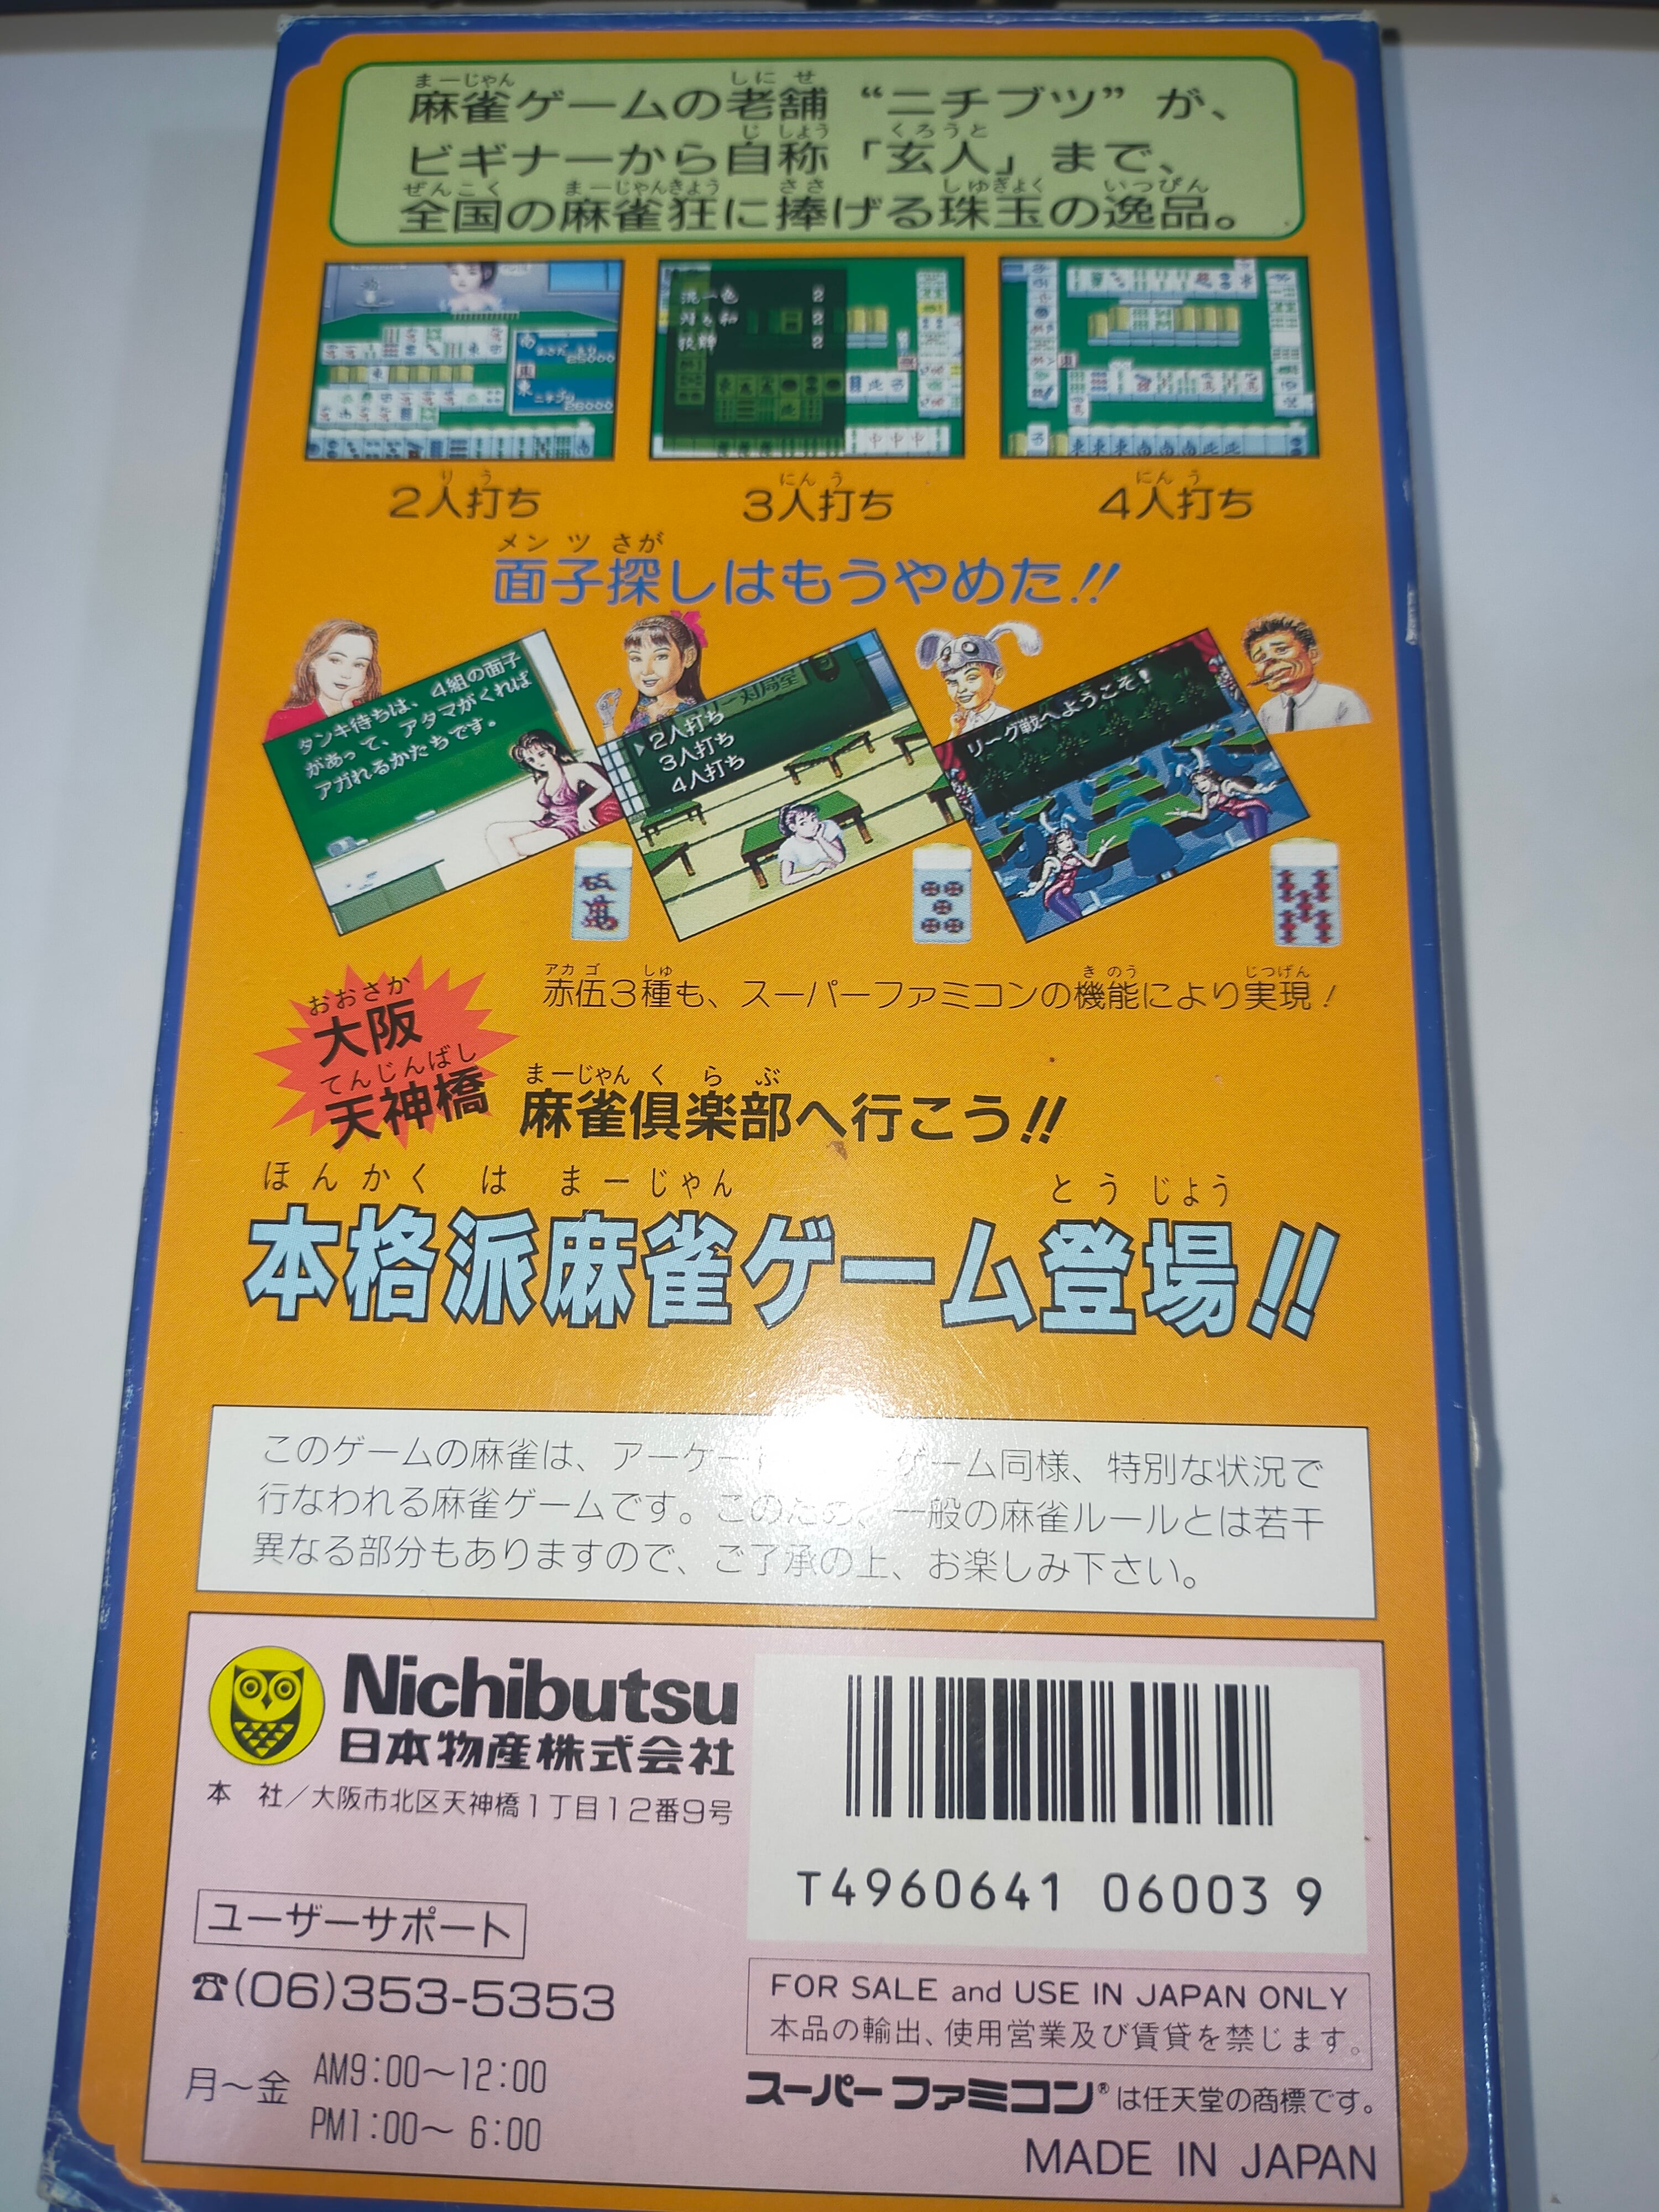 麻雀ゲームの老舗“ニチブツ”が、
ビギナーから自称「玄人」まで、
全国の麻雀狂に捧げる珠玉の逸品。
2人打ち
3人打ち
4人打ち
面子探しはもうやめた!!
タンキ待ちは、4組の面子
があって、アタマがくれば
アガれるかたちです。
対局室
2人打ち
3人打ち
4人打ち
リーグ戦へようこそ!
赤伍3種も、スーパーファミコンの機能により実現!
大阪
天神橋
麻雀倶楽部へ行こう!!
本格派麻雀ゲーム登場!!
このゲームの麻雀は、アーケー ゲーム同様、特別な状況で
行なわれる麻雀ゲームです。このため、一般の麻雀ルールとは若干
異なる部分もありますので、ご了承の上、お楽しみ下さい。
Nichibutsu
日本物産株式会社
本 社/大阪市北区天神橋1丁目12番9号
ユーザーサポート
☎(06)353-5353
月〜金 AM9:00〜12:00
PM1:00〜 6:00
T4960641 06003 9
FOR SALE and USE IN JAPAN ONLY
本品の輸出、使用営業及び賃貸を禁じます。
スーパーファミコン®は任天堂の商標です。
MADE IN JAPAN